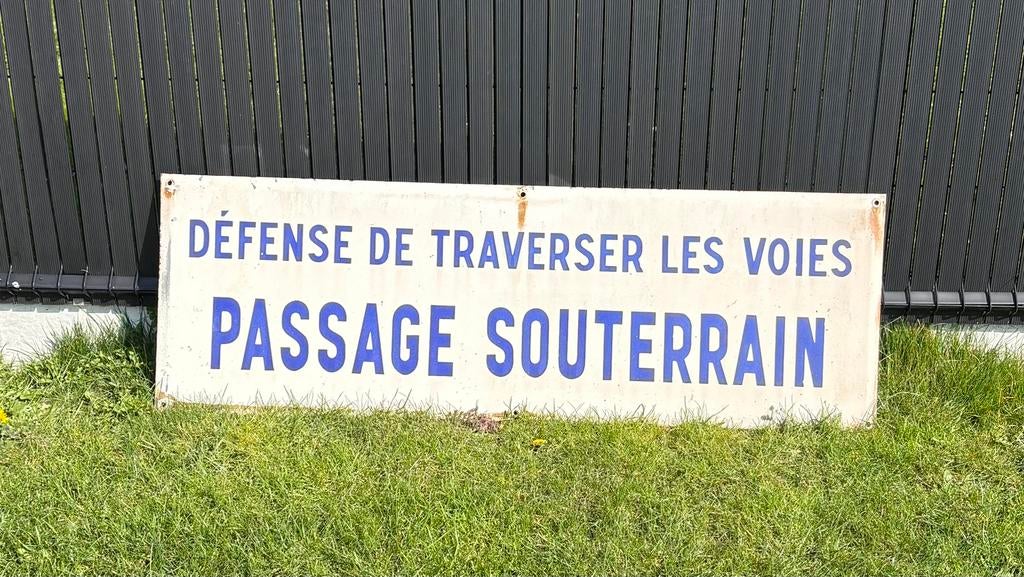 DÉFENSE DE TRAVERSER LES VOIES
PASSAGE SOUTERRAIN